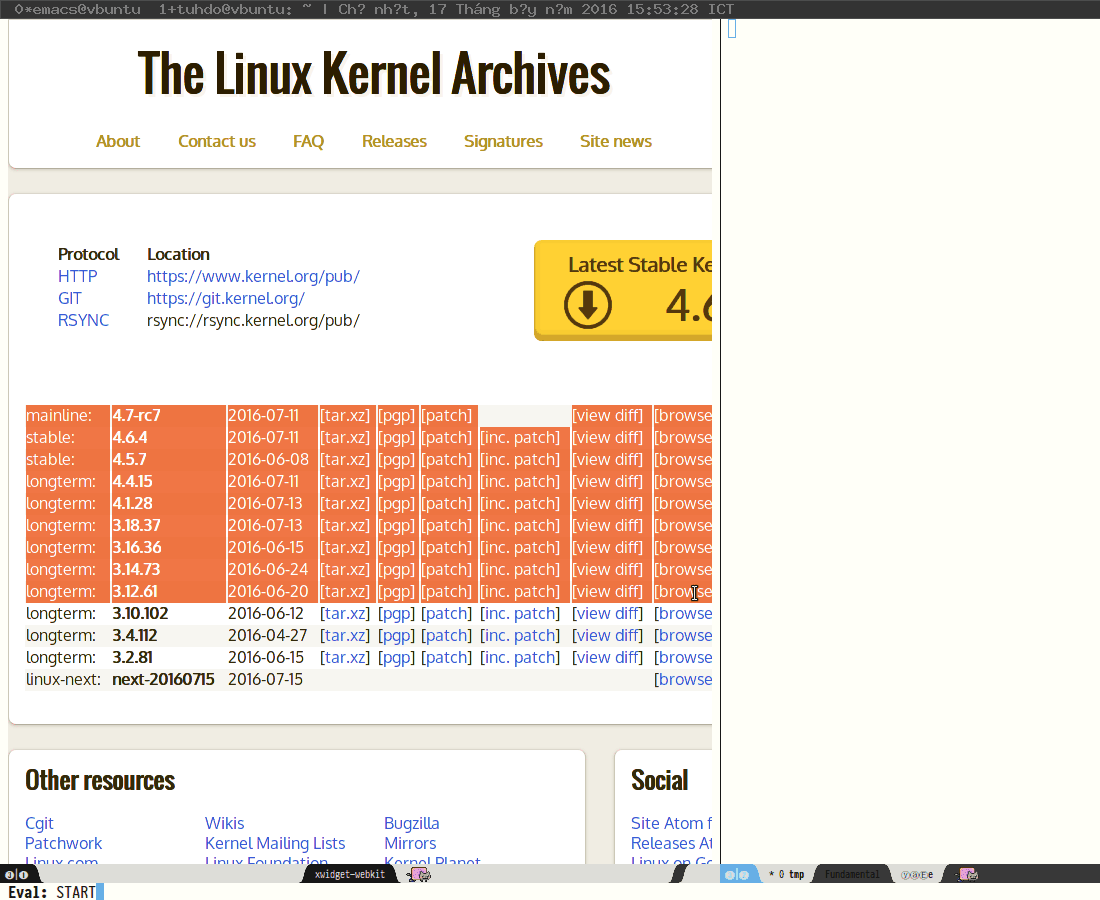 0*emacs@vbuntu 1+tuhdo@vbuntu: ~ | Ch? nh?t, 17 Tháng b?y n?m 2016 15:53:28 ICT
The Linux Kernel Archives
About Contact us FAQ Releases Signatures Site news
Protocol Location
HTTP https://www.kernel.org/pub/
GIT https://git.kernel.org/
RSYNC rsync://rsync.kernel.org/pub/
Latest Stable Ke
4.6
mainline: 4.7-rc7 2016-07-11 [tar.xz] [pgp] [patch] [view diff] [browse
stable: 4.6.4 2016-07-11 [tar.xz] [pgp] [patch] [inc. patch] [view diff] [browse
stable: 4.5.7 2016-06-08 [tar.xz] [pgp] [patch] [inc. patch] [view diff] [browse
longterm: 4.4.15 2016-07-11 [tar.xz] [pgp] [patch] [inc. patch] [view diff] [browse
longterm: 4.1.28 2016-07-13 [tar.xz] [pgp] [patch] [inc. patch] [view diff] [browse
longterm: 3.18.37 2016-07-13 [tar.xz] [pgp] [patch] [inc. patch] [view diff] [browse
longterm: 3.16.36 2016-06-15 [tar.xz] [pgp] [patch] [inc. patch] [view diff] [browse
longterm: 3.14.73 2016-06-24 [tar.xz] [pgp] [patch] [inc. patch] [view diff] [browse
longterm: 3.12.61 2016-06-20 [tar.xz] [pgp] [patch] [inc. patch] [view diff] [browse
longterm: 3.10.102 2016-06-12 [tar.xz] [pgp] [patch] [inc. patch] [view diff] [browse
longterm: 3.4.112 2016-04-27 [tar.xz] [pgp] [patch] [inc. patch] [view diff] [browse
longterm: 3.2.81 2016-06-15 [tar.xz] [pgp] [patch] [inc. patch] [view diff] [browse
linux-next: next-20160715 2016-07-15 [browse
Other resources
Cgit Wikis Bugzilla
Patchwork Kernel Mailing Lists Mirrors
Linux.com Linux Foundation Kernel Planet
Social
Site Atom f
Releases At
Linux on Go
xwidget-webkit
* 0 tmp Fundamental
Eval: START